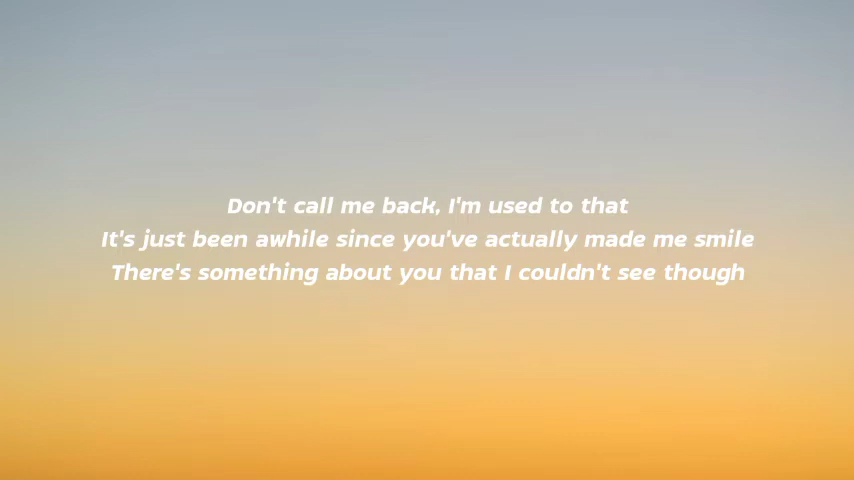 Don't call me back, I'm used to that
It's just been awhile since you've actually made me smile
There's something about you that I couldn't see though